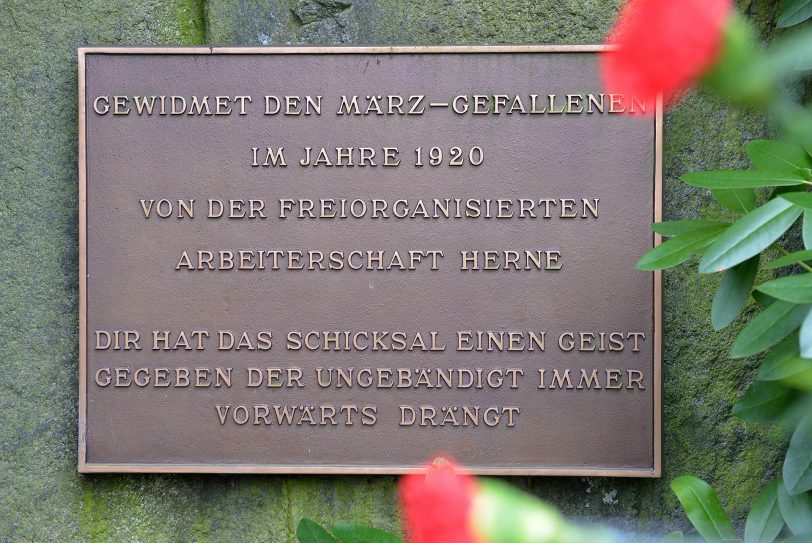 GEWIDMET DEN MÄRZ–GEFALLENEN
IM JAHRE 1920
VON DER FREIORGANISIERTEN
ARBEITERSCHAFT HERNE
DIR HAT DAS SCHICKSAL EINEN GEIST
GEGEBEN DER UNGEBÄNDIGT IMMER
VORWÄRTS DRÄNGT